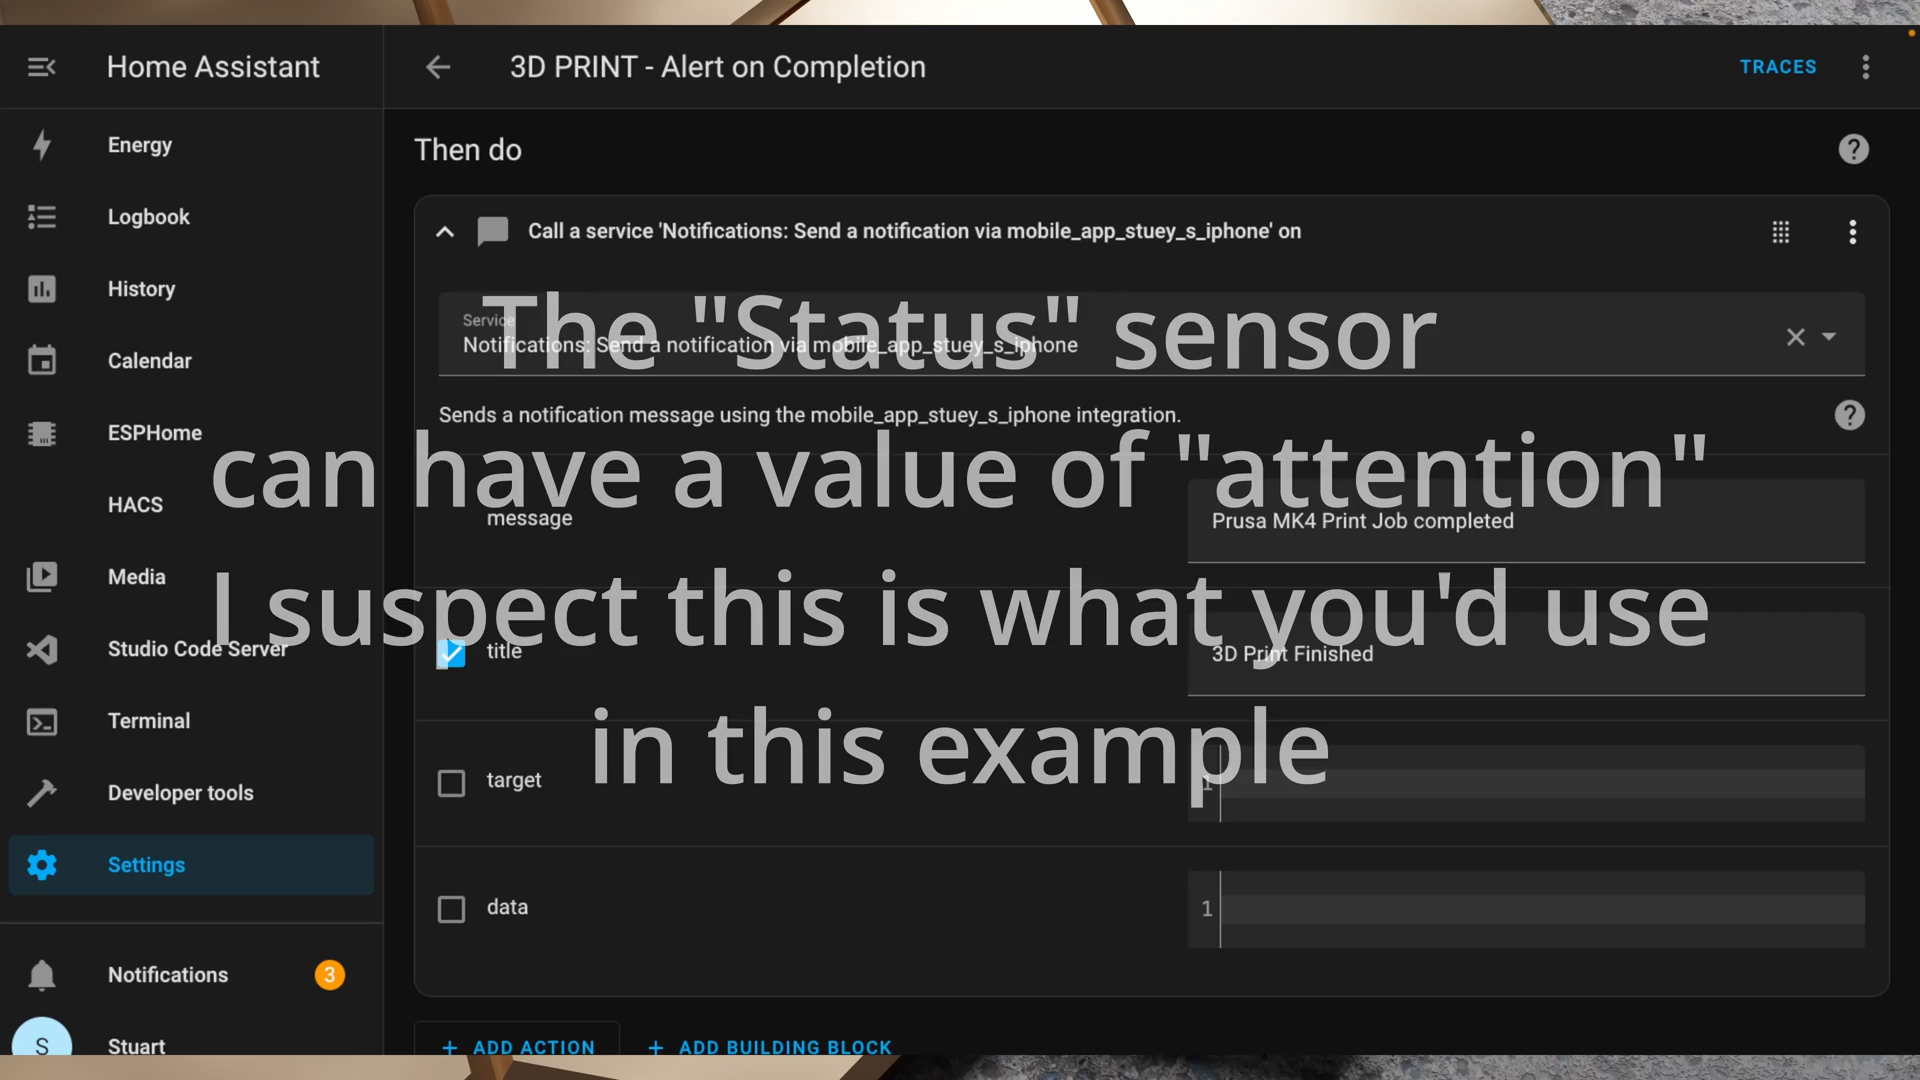 Home Assistant
3D PRINT - Alert on Completion
TRACES
Energy
Logbook
History
Calendar
ESPHome
HACS
Media
Studio Code Server
Terminal
Developer tools
Settings
Notifications
3
S
Stuart
Then do
Call a service 'Notifications: Send a notification via mobile_app_stuey_s_iphone' on
Service
Notifications: Send a notification via mobile_app_stuey_s_iphone
Sends a notification message using the mobile_app_stuey_s_iphone integration.
message
Prusa MK4 Print Job completed
title
3D Print Finished
target
1
data
1
+ ADD ACTION
+ ADD BUILDING BLOCK
The "Status" sensor
can have a value of "attention"
I suspect this is what you'd use
in this example